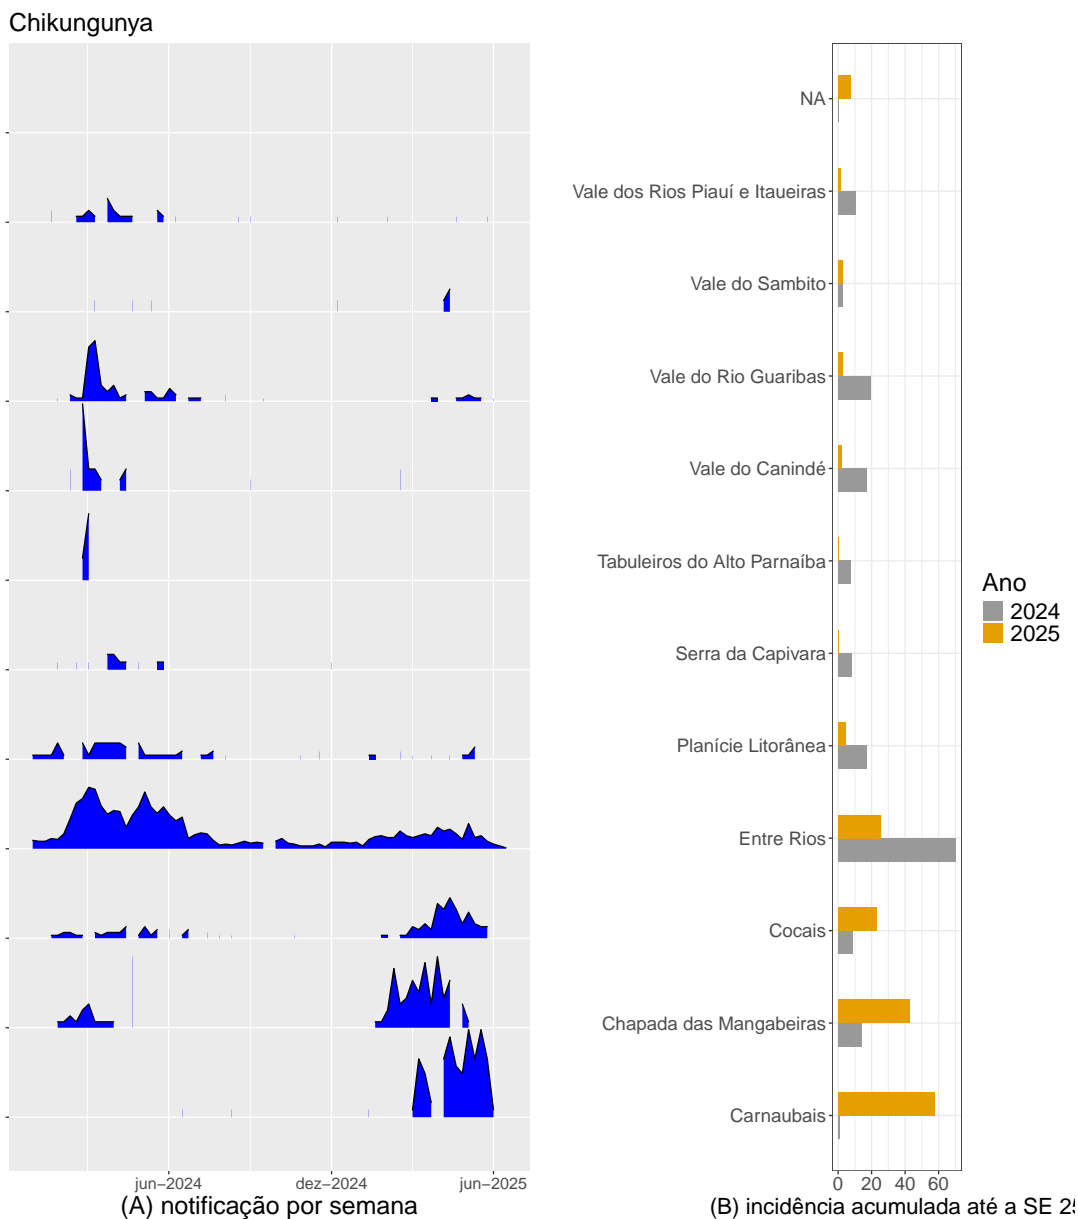 Chikungunya
NA
Vale dos Rios Piauí e Itaueiras
Vale do Sambito
Vale do Rio Guaribas
Vale do Canindé
Tabuleiros do Alto Parnaíba
Serra da Capivara
Planície Litorânea
Entre Rios
Cocais
Chapada das Mangabeiras
Carnaubais
Ano
2024
2025
jun−2024 dez−2024 jun−2025
0 20 40 60
(A) notificação por semana
(B) incidência acumulada até a SE 25